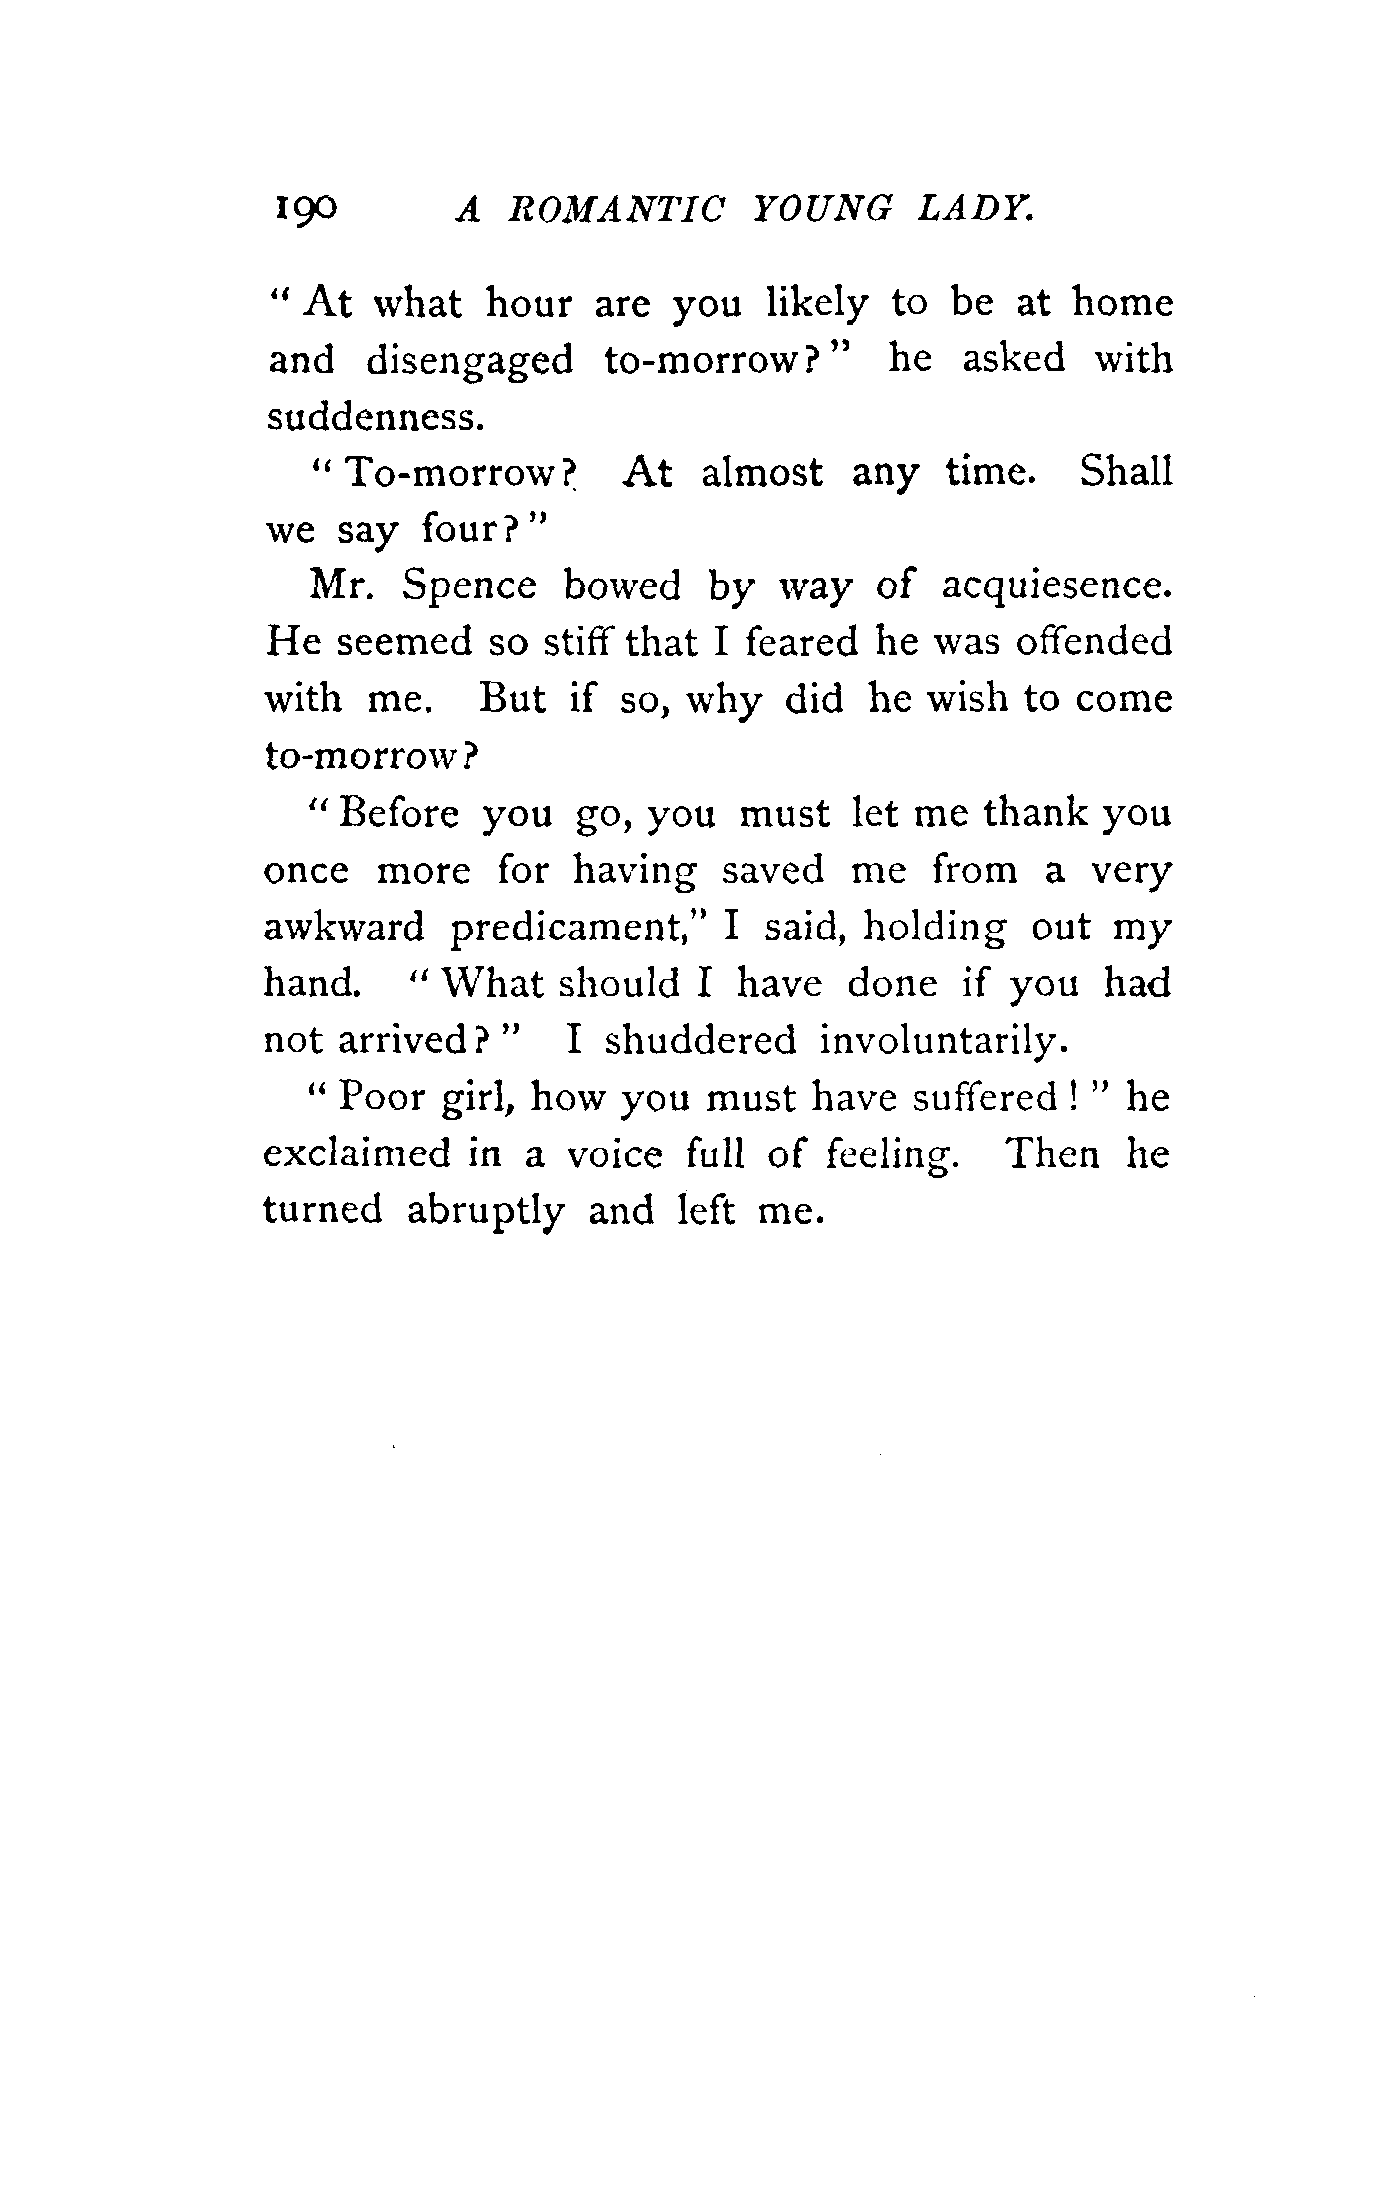 190 A ROMANTIC YOUNG LADY.
" At what hour are you likely to be at home
and disengaged to-morrow? " he asked with
suddenness.
" To-morrow? At almost any time. Shall
we say four? "
Mr. Spence bowed by way of acquiesence.
He seemed so stiff that I feared he was offended
with me. But if so, why did he wish to come
to-morrow?
" Before you go, you must let me thank you
once more for having saved me from a very
awkward predicament," I said, holding out my
hand. " What should I have done if you had
not arrived? " I shuddered involuntarily.
" Poor girl, how you must have suffered ! " he
exclaimed in a voice full of feeling. Then he
turned abruptly and left me.